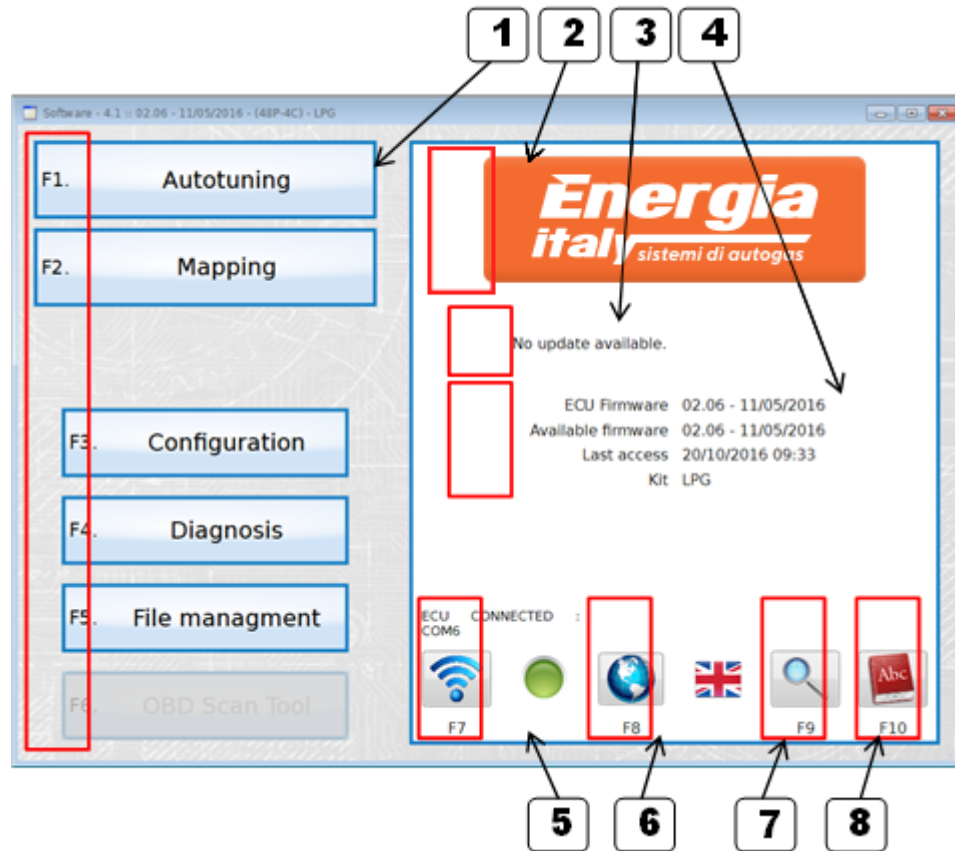 1 2 3 4
Software - 4.1 :: 02.06 - 11/05/2016 - (48P-4C) - LPG
F1. Autotuning
F2. Mapping
F3. Configuration
F4. Diagnosis
F5. File managment
F6. OBD Scan Tool
Energia
italy sistemi di autogas
No update available.
ECU Firmware 02.06 - 11/05/2016
Available firmware 02.06 - 11/05/2016
Last access 20/10/2016 09:33
Kit LPG
ECU CONNECTED :
COM6
Abc
F7 F8 F9 F10
5 6 7 8